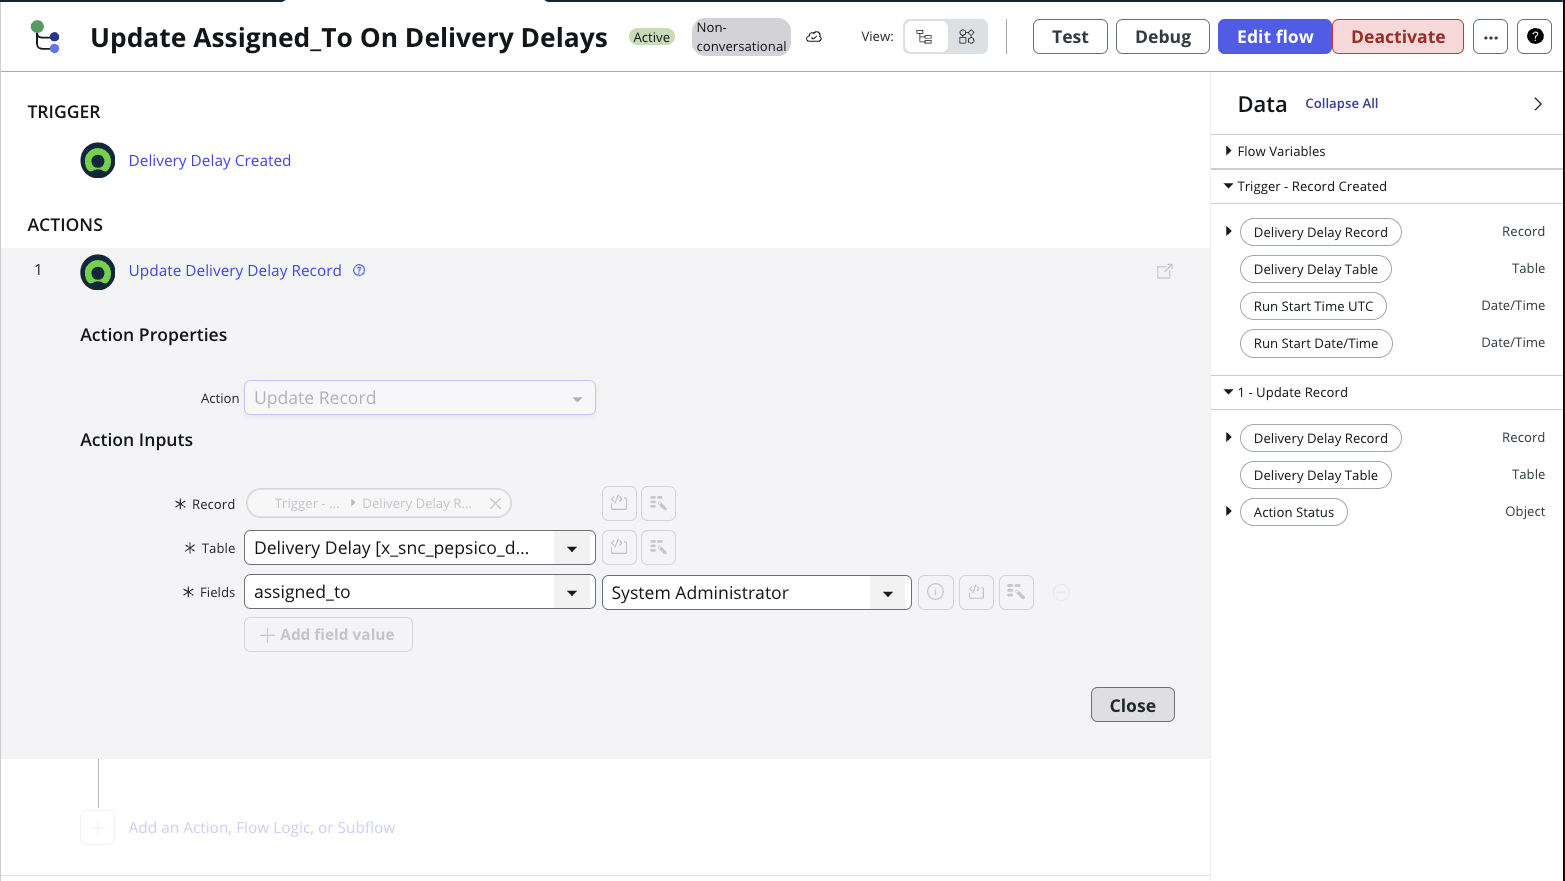 Update Assigned_To On Delivery Delays
Active
Non-
conversational
View:
Test
Debug
Edit flow
Deactivate
...
?
TRIGGER
Delivery Delay Created
ACTIONS
1
Update Delivery Delay Record ?
Action Properties
Action
Update Record
Action Inputs
* Record
Trigger - ... Delivery Delay R...
* Table
Delivery Delay [x_snc_pepsico_d...
* Fields
assigned_to
System Administrator
+ Add field value
Close
+ Add an Action, Flow Logic, or Subflow
Data
Collapse All
Flow Variables
Trigger - Record Created
Delivery Delay Record Record
Delivery Delay Table Table
Run Start Time UTC Date/Time
Run Start Date/Time Date/Time
1 - Update Record
Delivery Delay Record Record
Delivery Delay Table Table
Action Status Object